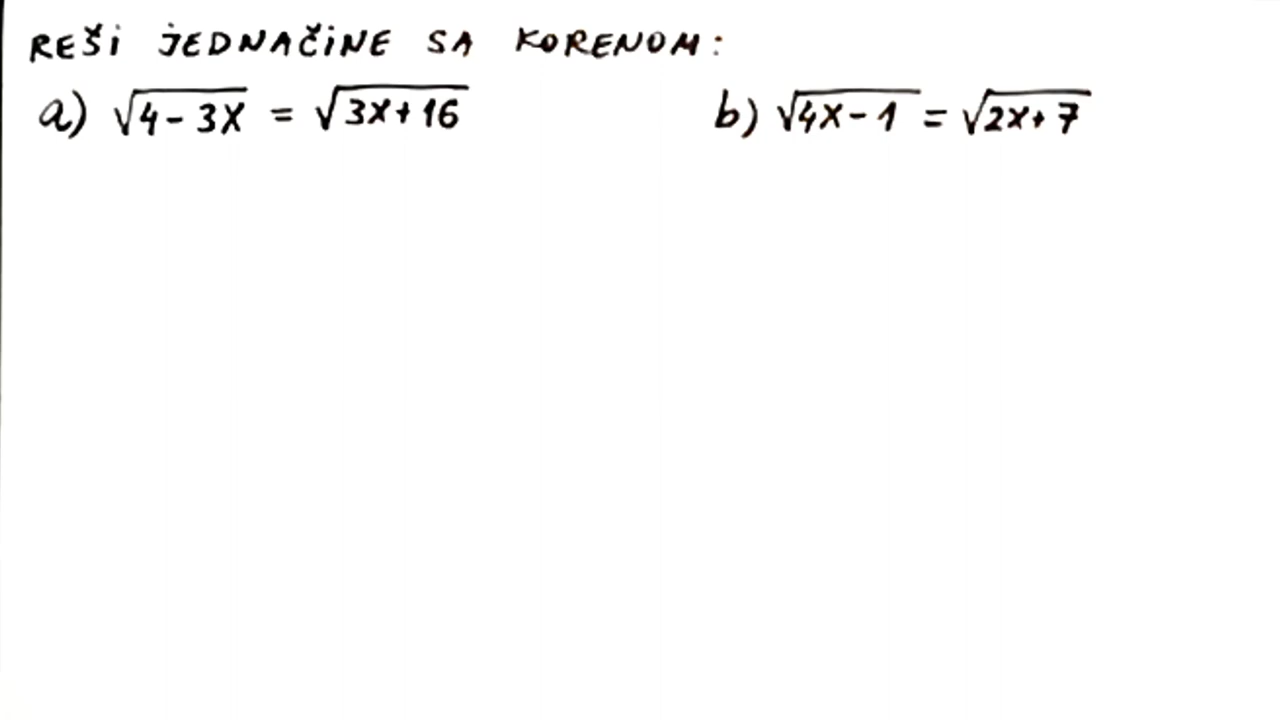 REŠI JEDNAČINE SA KORENOM:
a) √4-3X = √3X+16 b) √4X-1 = √2X+7